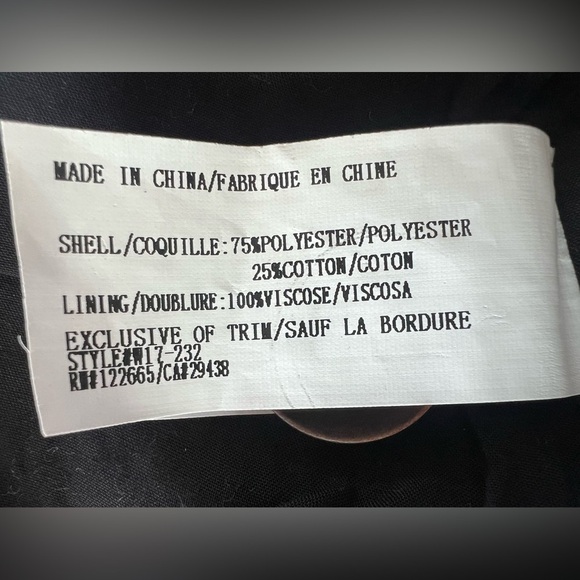 MADE IN CHINA/FABRIQUE EN CHINE
SHELL/COQUILLE:75%POLYESTER/POLYESTER
25%COTTON/COTON
LINING/DOUBLURE:100%VISCOSE/VISCOSA
EXCLUSIVE OF TRIM/SAUF LA BORDURE
STYLE#W17-232
RN#122665/CA#29438